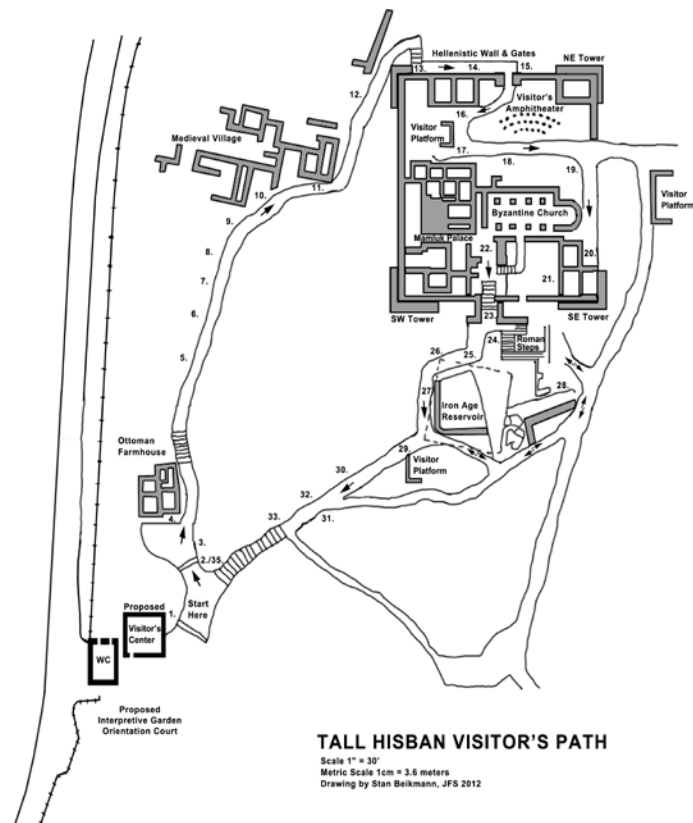 Hellenistic Wall & Gates
NE Tower
13.
14.
15.
12.
Visitor's
Amphitheater
16.
Medieval Village
Visitor
Platform
17.
18.
19.
11.
10.
9.
Visitor
Platform
Byzantine Church
Mamluk Palace
8.
22.
20.
7.
21.
6.
SW Tower
23.
SE Tower
24.
Roman
Steps
5.
26.
25.
27.
28.
Iron Age
Reservoir
Ottoman
Farmhouse
29.
Visitor
Platform
30.
32.
31.
33.
4.
3.
2./35.
Start
Here
Proposed
1.
Visitor's
Center
WC
Proposed
Interpretive Garden
Orientation Court
TALL HISBAN VISITOR'S PATH
Scale 1" = 30'
Metric Scale 1cm = 3.6 meters
Drawing by Stan Beikmann, JFS 2012